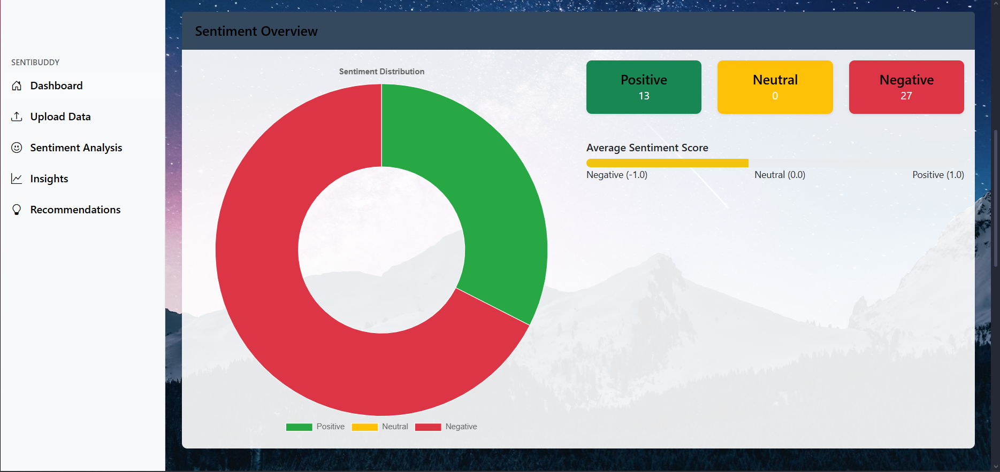 SENTIBUDDY
Dashboard
Upload Data
Sentiment Analysis
Insights
Recommendations
Sentiment Overview
Sentiment Distribution
Positive Neutral Negative
Positive
13
Neutral
0
Negative
27
Average Sentiment Score
Negative (-1.0) Neutral (0.0) Positive (1.0)